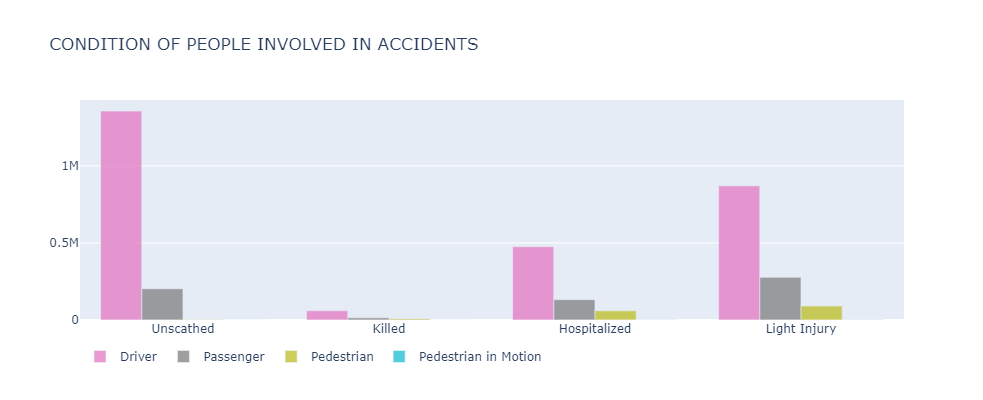 CONDITION OF PEOPLE INVOLVED IN ACCIDENTS
1M
0.5M
0
Unscathed Killed Hospitalized Light Injury
Driver Passenger Pedestrian Pedestrian in Motion